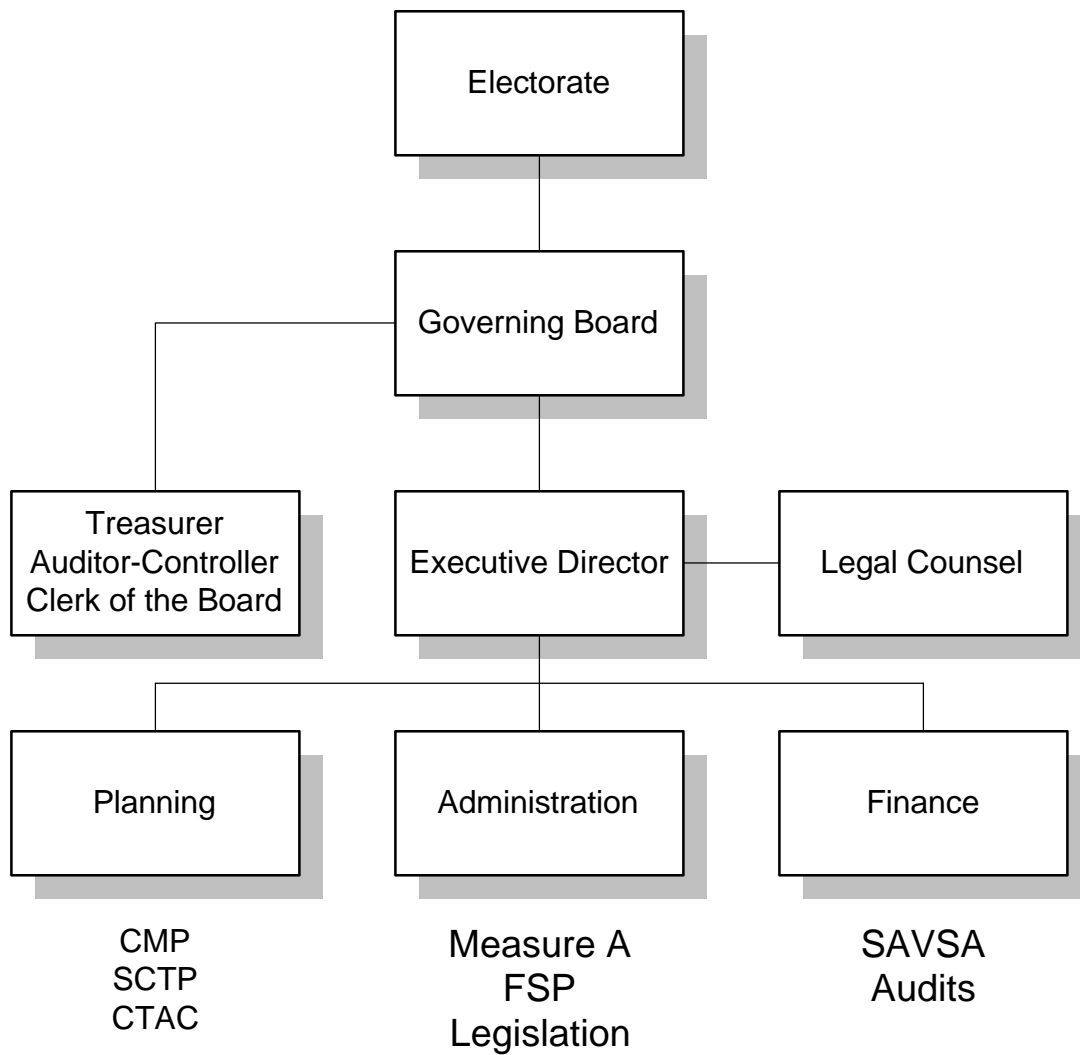 Electorate
Governing Board
Treasurer
Auditor-Controller
Clerk of the Board
Executive Director
Legal Counsel
Planning
Administration
Finance
CMP
SCTP
CTAC
Measure A
FSP
Legislation
SAVSA
Audits